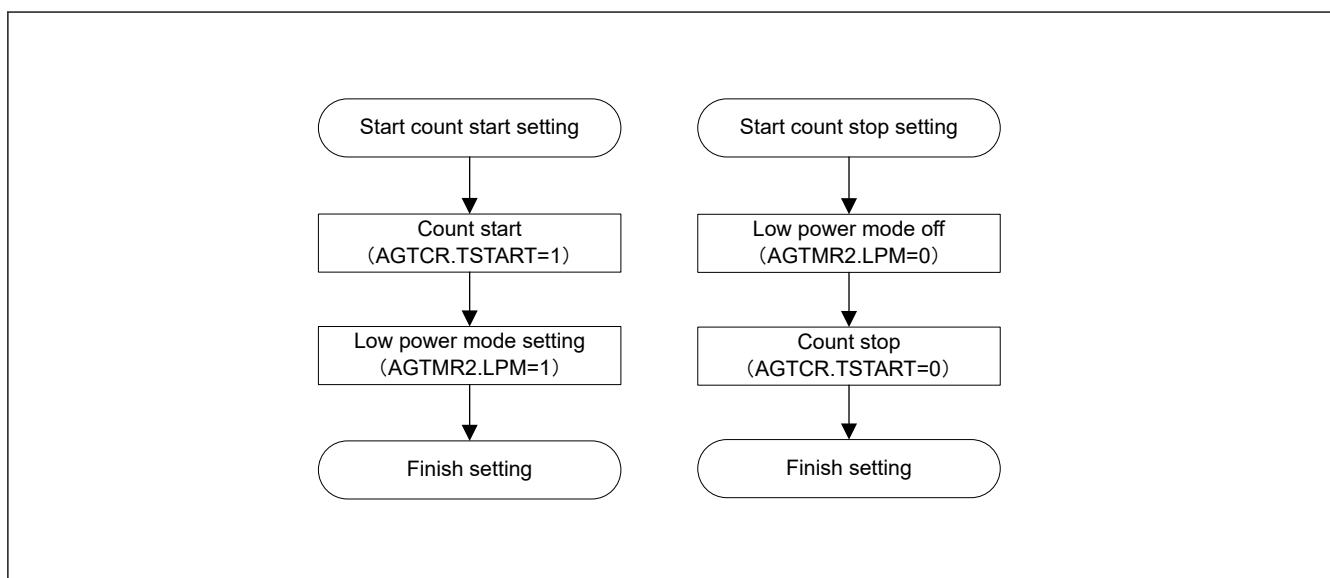 Start count start setting
Count start
（AGTCR.TSTART=1）
Low power mode setting
（AGTMR2.LPM=1）
Finish setting
Start count stop setting
Low power mode off
（AGTMR2.LPM=0）
Count stop
（AGTCR.TSTART=0）
Finish setting